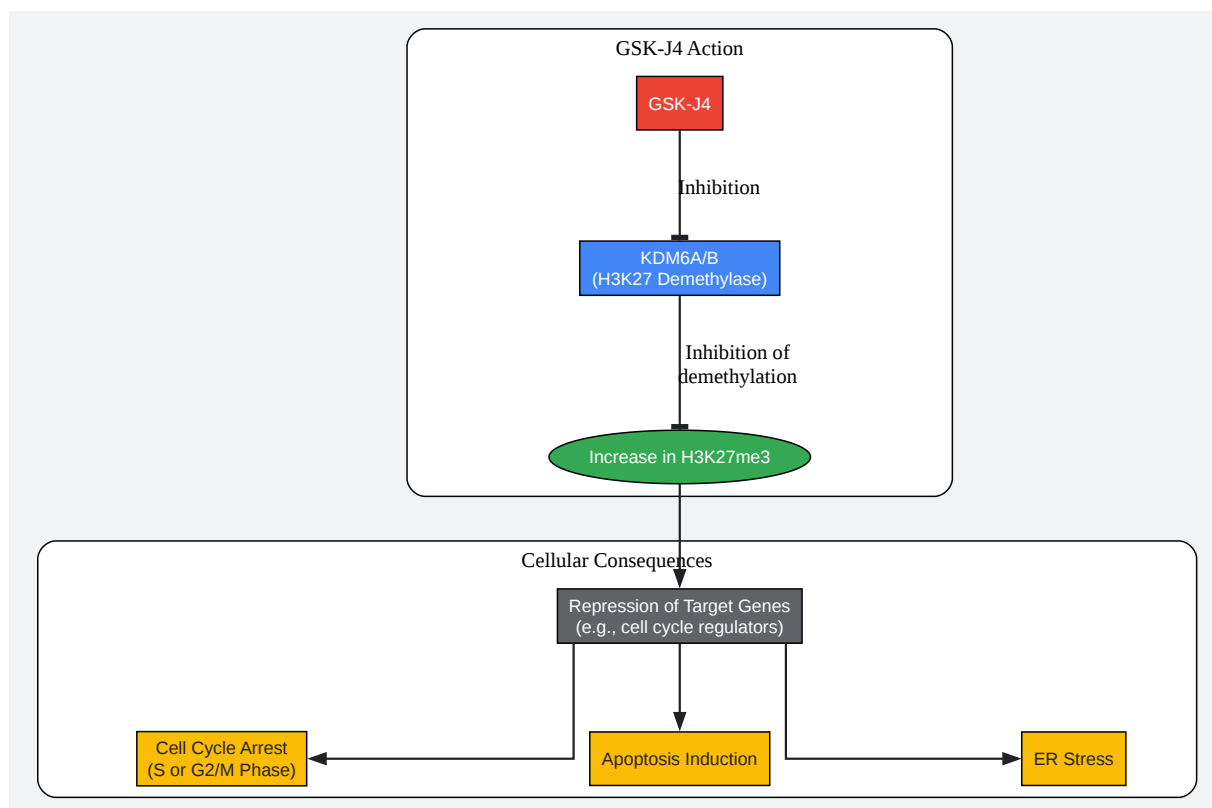 GSK-J4 Action
GSK-J4
Inhibition
KDM6A/B
(H3K27 Demethylase)
Inhibition of
demethylation
Increase in H3K27me3
Cellular Consequences
Repression of Target Genes
(e.g., cell cycle regulators)
Cell Cycle Arrest
(S or G2/M Phase)
Apoptosis Induction
ER Stress